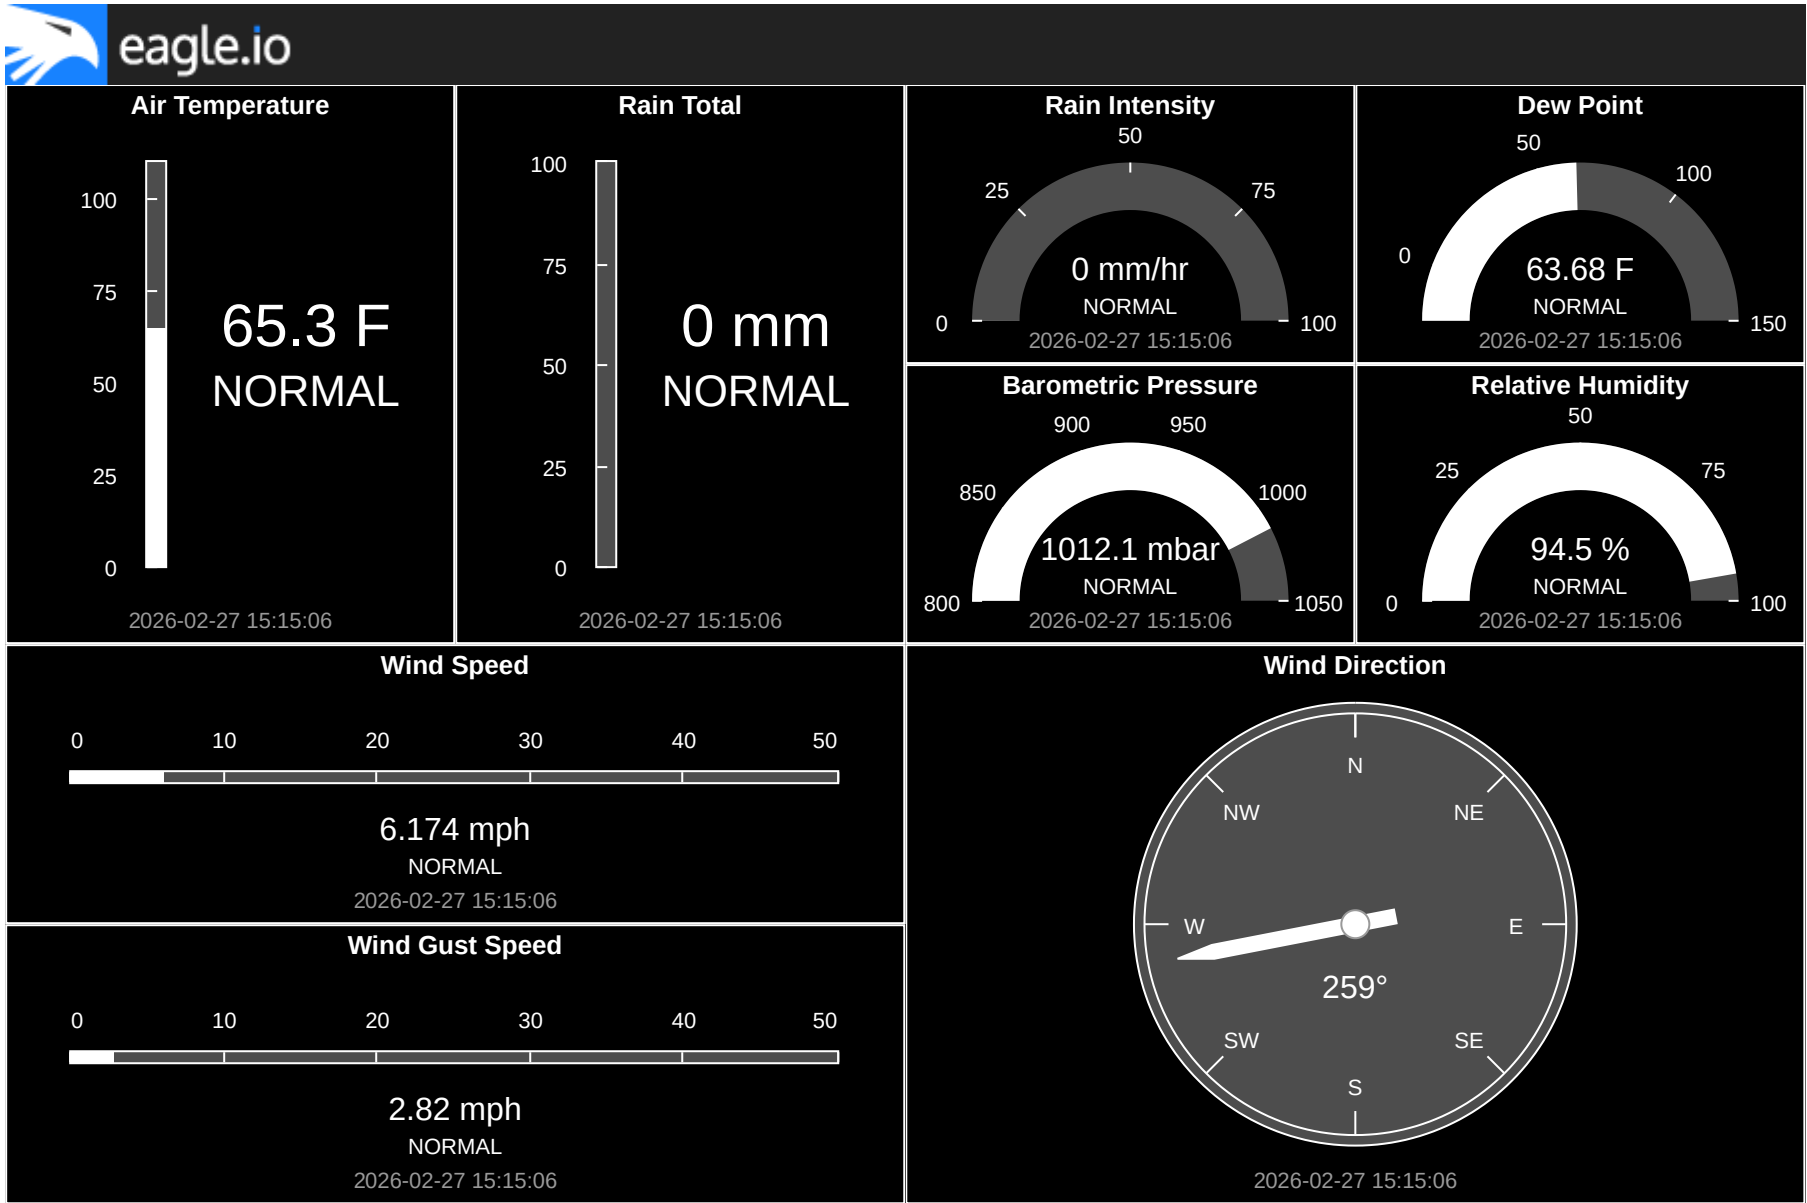 eagle.io
Air Temperature
100
75
50
25
0
65.3 F
NORMAL
2026-02-27 15:15:06
Rain Total
100
75
50
25
0
0 mm
NORMAL
2026-02-27 15:15:06
Rain Intensity
50
25
75
0
100
0 mm/hr
NORMAL
2026-02-27 15:15:06
Dew Point
50
100
0
150
63.68 F
NORMAL
2026-02-27 15:15:06
Barometric Pressure
900
950
850
1000
800
1050
1012.1 mbar
NORMAL
2026-02-27 15:15:06
Relative Humidity
50
25
75
0
100
94.5 %
NORMAL
2026-02-27 15:15:06
Wind Speed
0 10 20 30 40 50
6.174 mph
NORMAL
2026-02-27 15:15:06
Wind Gust Speed
0 10 20 30 40 50
2.82 mph
NORMAL
2026-02-27 15:15:06
Wind Direction
N
NW NE
W E
259°
SW SE
S
2026-02-27 15:15:06